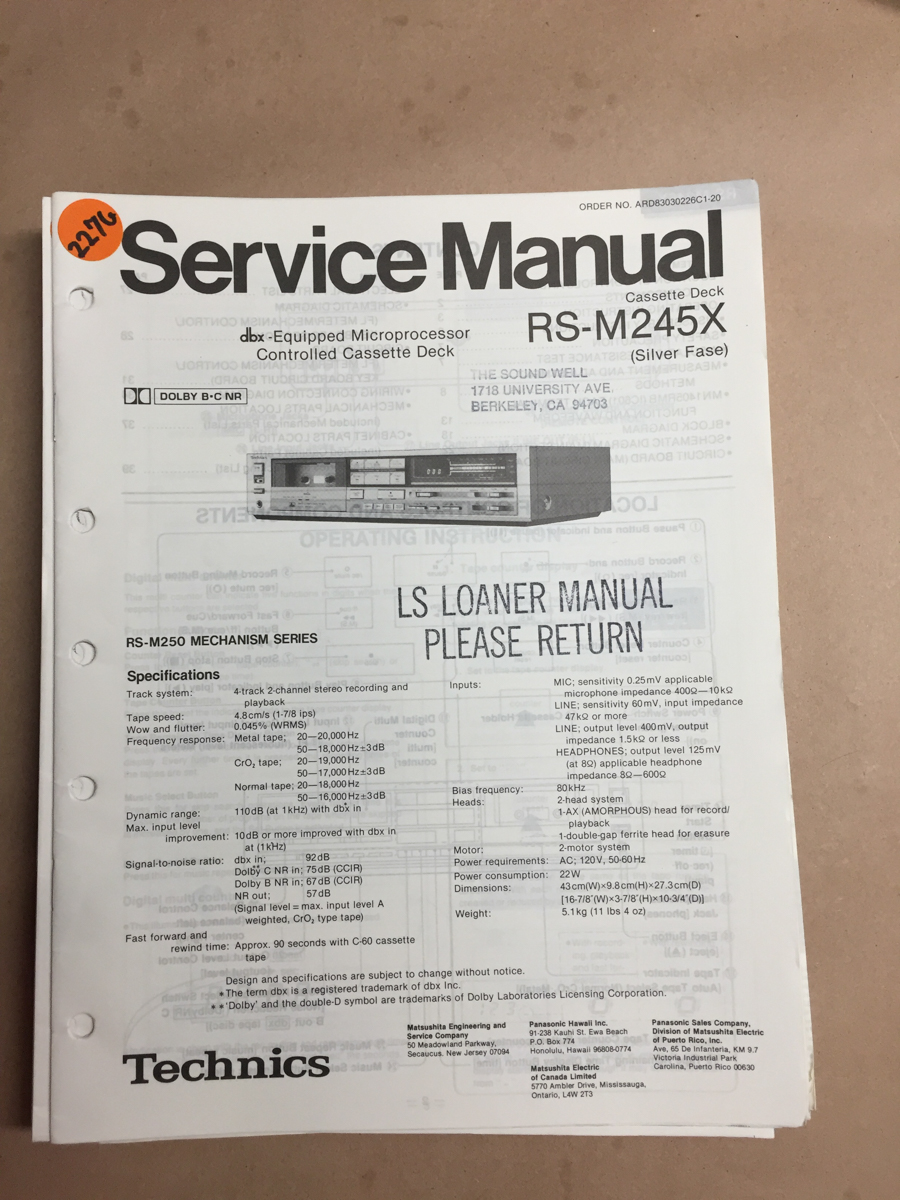 ORDER NO. ARD83030226C1-20
2276
Service Manual
Cassette Deck
dbx-Equipped Microprocessor
Controlled Cassette Deck
RS-M245X
(Silver Fase)
DOLBY B·C NR
THE SOUND WELL
1718 UNIVERSITY AVE.
BERKELEY, CA 94703
LS LOANER MANUAL
PLEASE RETURN
RS-M250 MECHANISM SERIES
Specifications
Track system: 4-track 2-channel stereo recording and
playback
Tape speed: 4.8cm/s (1-7/8 ips)
Wow and flutter: 0.045% (WRMS)
Frequency response: Metal tape; 20—20,000Hz
50—18,000Hz±3dB
CrO₂ tape; 20—19,000Hz
50—17,000Hz±3dB
Normal tape; 20—18,000Hz
50—16,000Hz±3dB
Dynamic range: 110dB (at 1kHz) with dbx* in
Max. input level
improvement: 10dB or more improved with dbx in
at (1kHz)
Signal-to-noise ratio: dbx in; 92dB
Dolby** C NR in; 75dB (CCIR)
Dolby B NR in; 67dB (CCIR)
NR out; 57dB
(Signal level=max. input level A
weighted, CrO₂ type tape)
Fast forward and
rewind time: Approx. 90 seconds with C-60 cassette
tape
Inputs: MIC; sensitivity 0.25mV applicable
microphone impedance 400Ω—10kΩ
LINE; sensitivity 60mV, input impedance
47kΩ or more
LINE; output level 400mV, output
impedance 1.5kΩ or less
HEADPHONES; output level 125mV
(at 8Ω) applicable headphone
impedance 8Ω—600Ω
Bias frequency: 80kHz
Heads: 2-head system
1-AX (AMORPHOUS) head for record/
playback
1-double-gap ferrite head for erasure
Motor: 2-motor system
Power requirements: AC; 120V, 50-60Hz
Power consumption: 22W
Dimensions: 43cm(W)×9.8cm(H)×27.3cm(D)
[16-7/8'(W)×3-7/8'(H)×10-3/4'(D)]
Weight: 5.1kg (11 lbs 4 oz)
Design and specifications are subject to change without notice.
*The term dbx is a registered trademark of dbx Inc.
**'Dolby' and the double-D symbol are trademarks of Dolby Laboratories Licensing Corporation.
Technics
Matsushita Engineering and
Service Company
50 Meadowland Parkway,
Secaucus. New Jersey 07094
Panasonic Hawaii Inc.
91-238 Kauhi St. Ewa Beach
P.O. Box 774
Honolulu, Hawaii 96808-0774
Matsushita Electric
of Canada Limited
5770 Ambler Drive, Mississauga,
Ontario, L4W 2T3
Panasonic Sales Company,
Division of Matsushita Electric
of Puerto Rico, Inc.
Ave, 65 De Infanteria, KM 9.7
Victoria Industrial Park
Carolina, Puerto Rico 00630